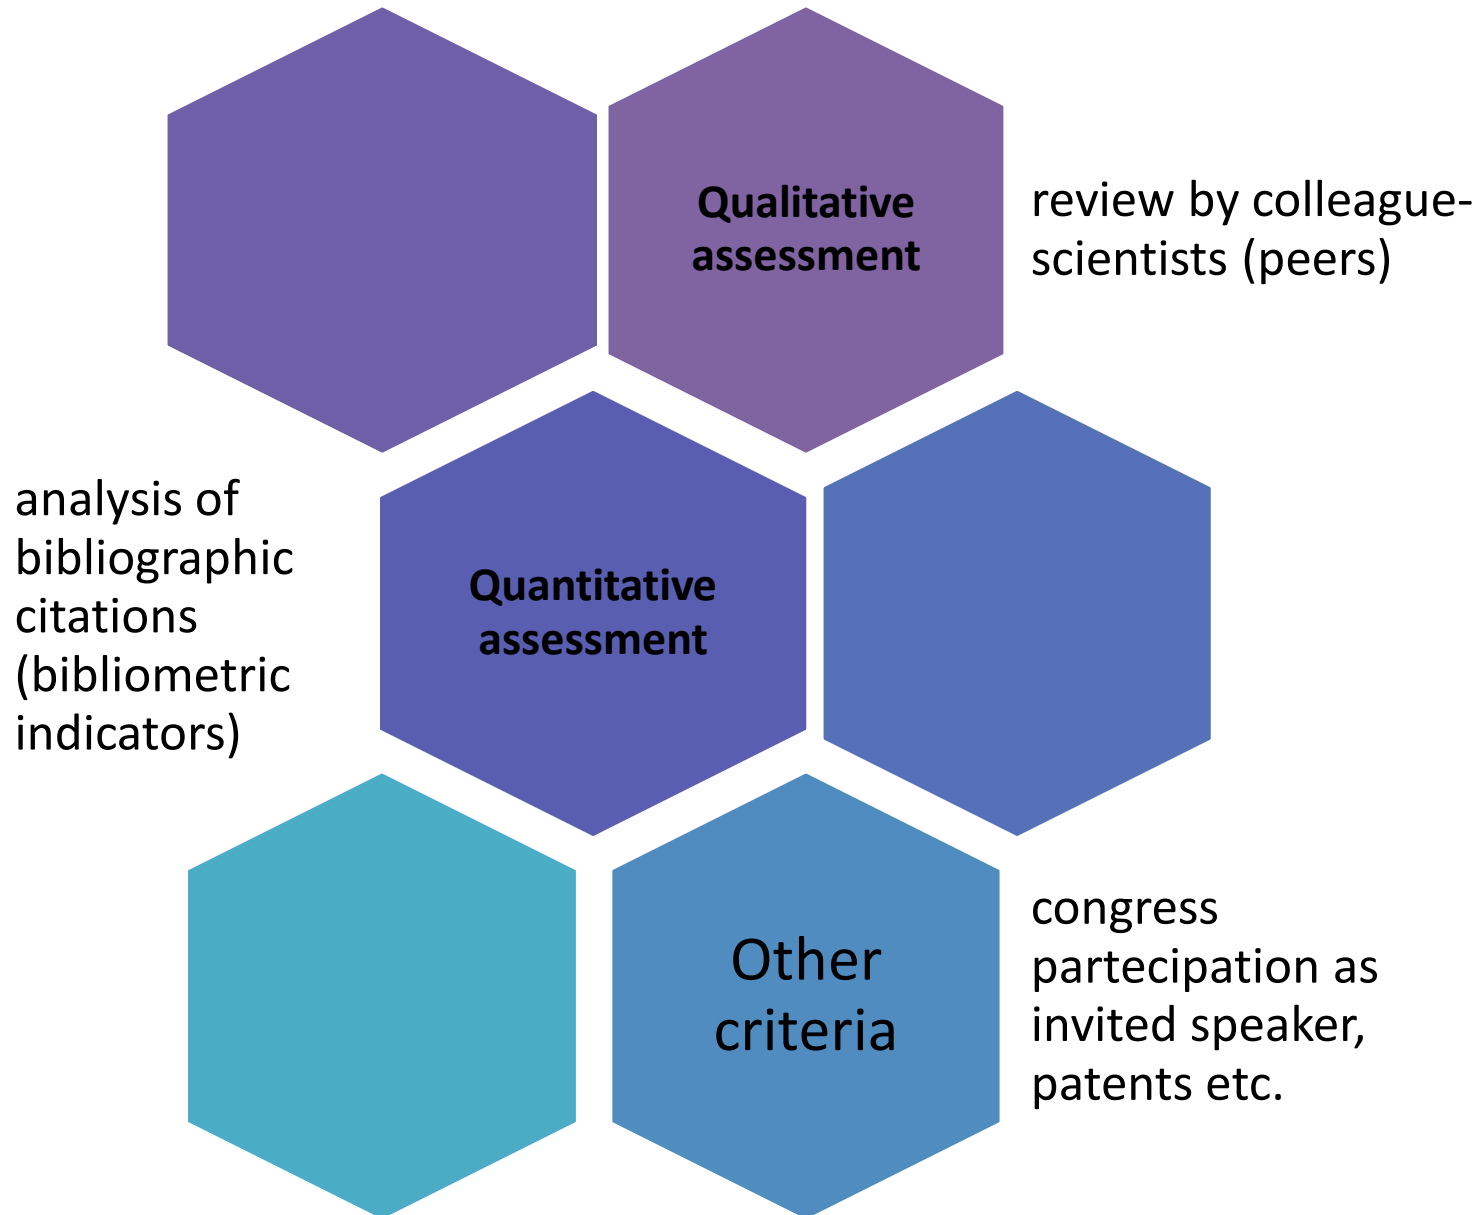 Qualitative
assessment
review by colleague-
scientists (peers)
analysis of
bibliographic
citations
(bibliometric
indicators)
Quantitative
assessment
Other
criteria
congress
partecipation as
invited speaker,
patents etc.